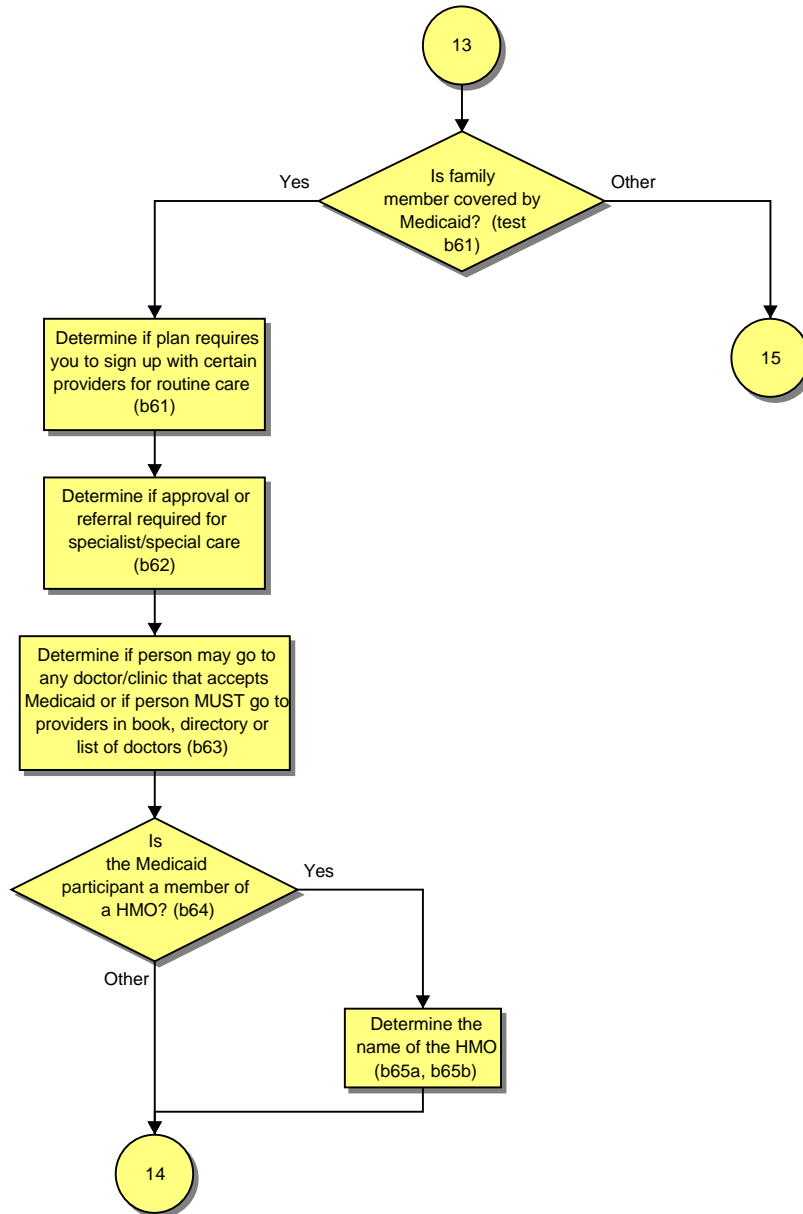 13
Is family
member covered by
Medicaid? (test
b61)
Yes
Other
Determine if plan requires
you to sign up with certain
providers for routine care
(b61)
15
Determine if approval or
referral required for
specialist/special care
(b62)
Determine if person may go to
any doctor/clinic that accepts
Medicaid or if person MUST go to
providers in book, directory or
list of doctors (b63)
Is
the Medicaid
participant a member of
a HMO? (b64)
Yes
Other
Determine the
name of the HMO
(b65a, b65b)
14